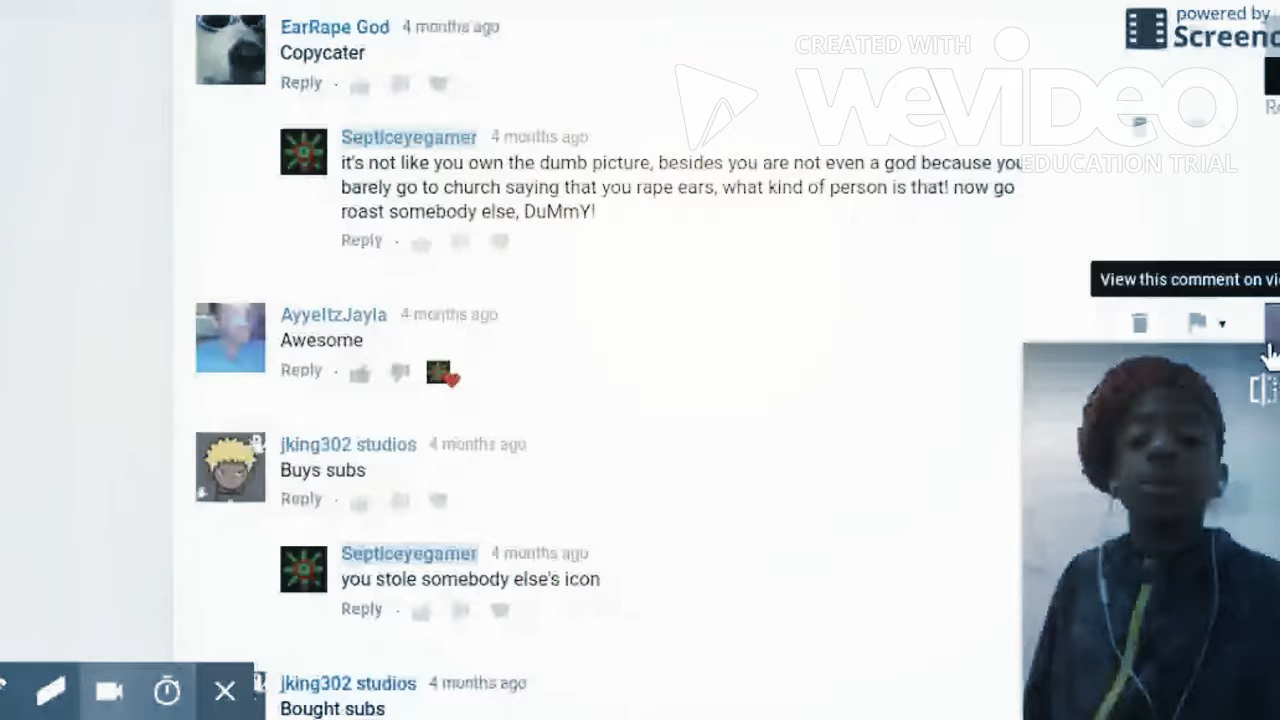 EarRape God 4 months ago
Copycater
Reply
Septiceyegamer 4 months ago
it's not like you own the dumb picture, besides you are not even a god because you
barely go to church saying that you rape ears, what kind of person is that! now go
roast somebody else, DuMmY!
Reply
AyyeItzJayla 4 months ago
Awesome
Reply
jking302 studios 4 months ago
Buys subs
Reply
Septiceyegamer 4 months ago
you stole somebody else's icon
Reply
jking302 studios 4 months ago
Bought subs
powered by
CREATED WITH
WeVideo
EDUCATION TRIAL
View this comment on